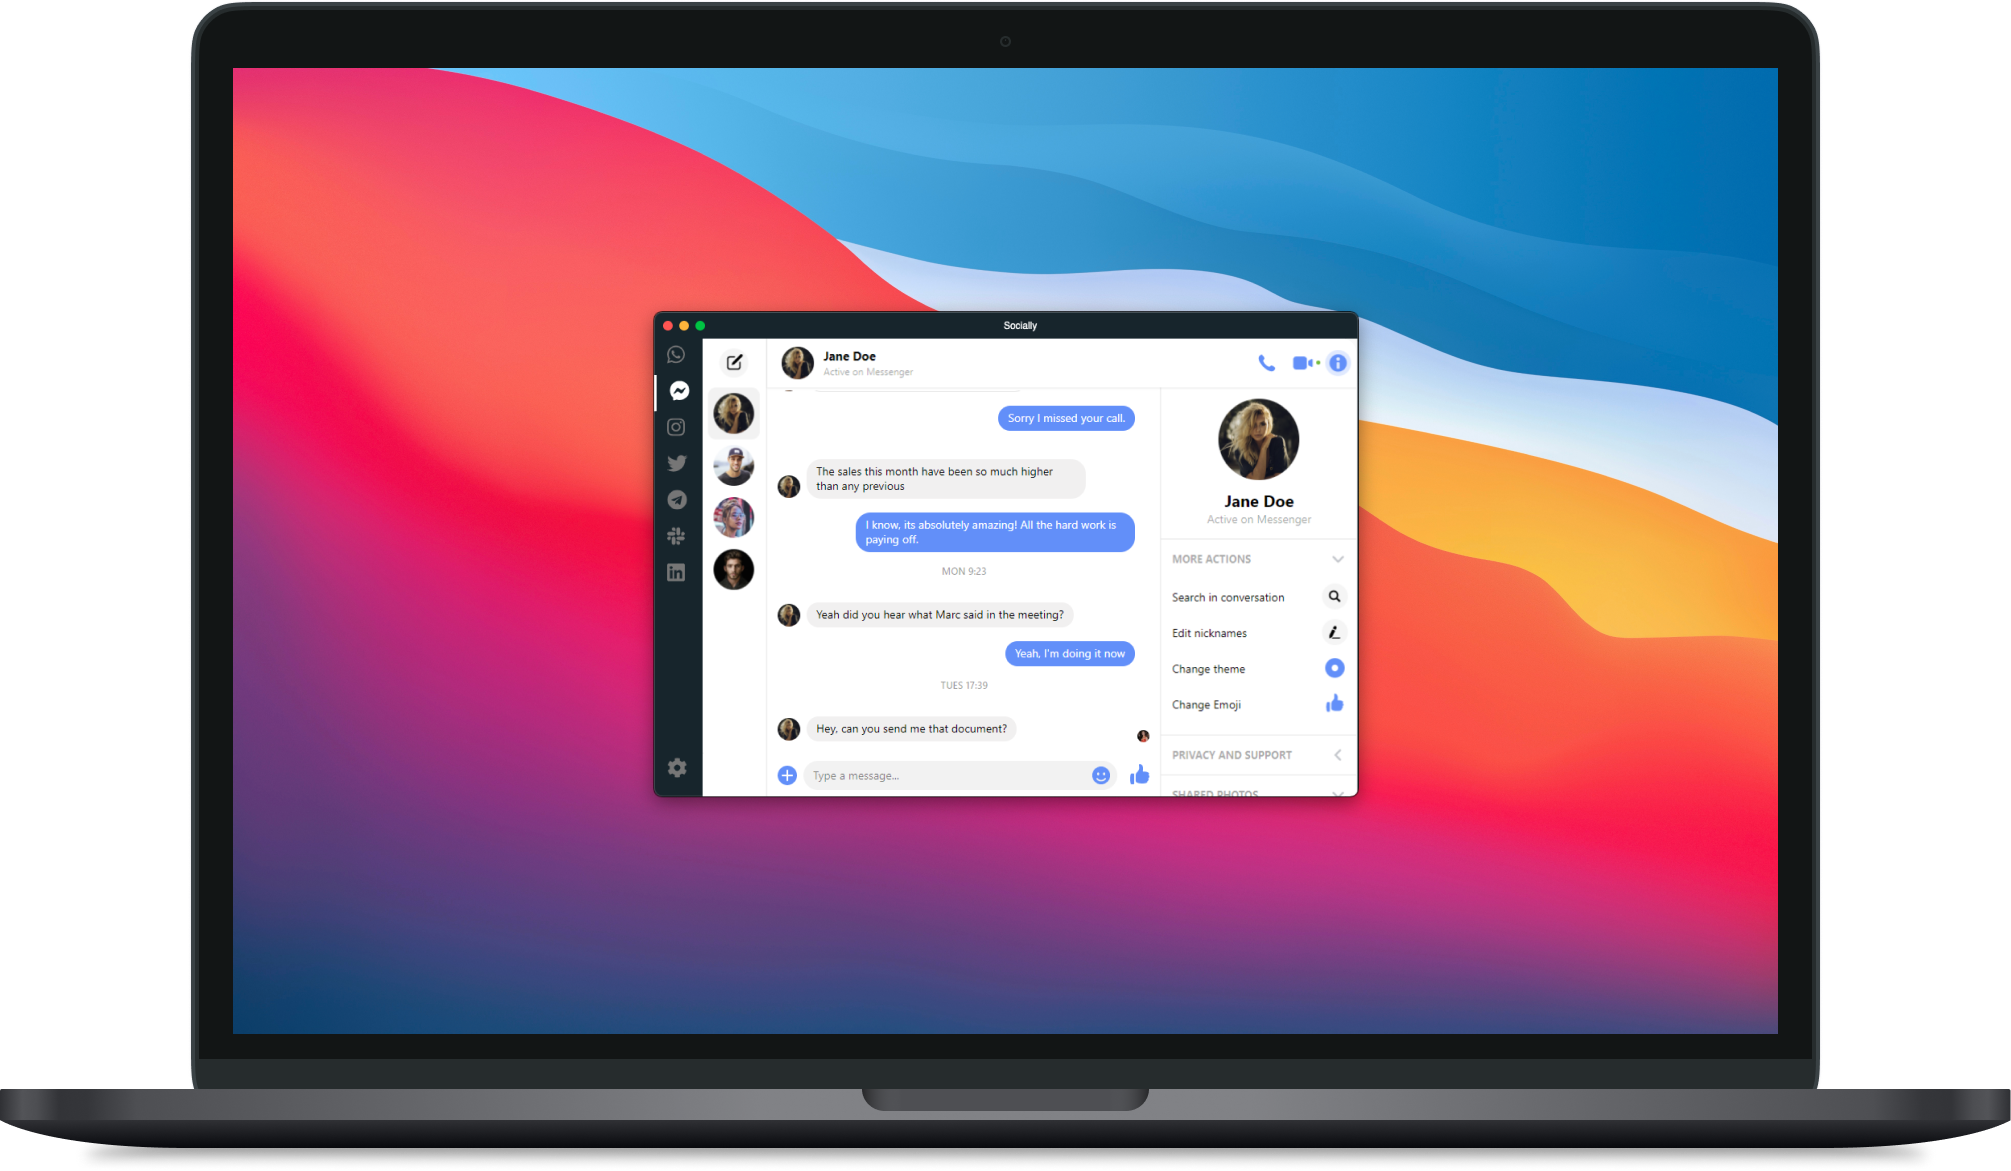 Socially
Jane Doe
Active on Messenger
Sorry I missed your call.
The sales this month have been so much higher
than any previous
I know, its absolutely amazing! All the hard work is
paying off.
MON 9:23
Yeah did you hear what Marc said in the meeting?
Yeah, I'm doing it now
TUES 17:39
Hey, can you send me that document?
Type a message...
Jane Doe
Active on Messenger
MORE ACTIONS
Search in conversation
Edit nicknames
Change theme
Change Emoji
PRIVACY AND SUPPORT
SHARED PHOTOS